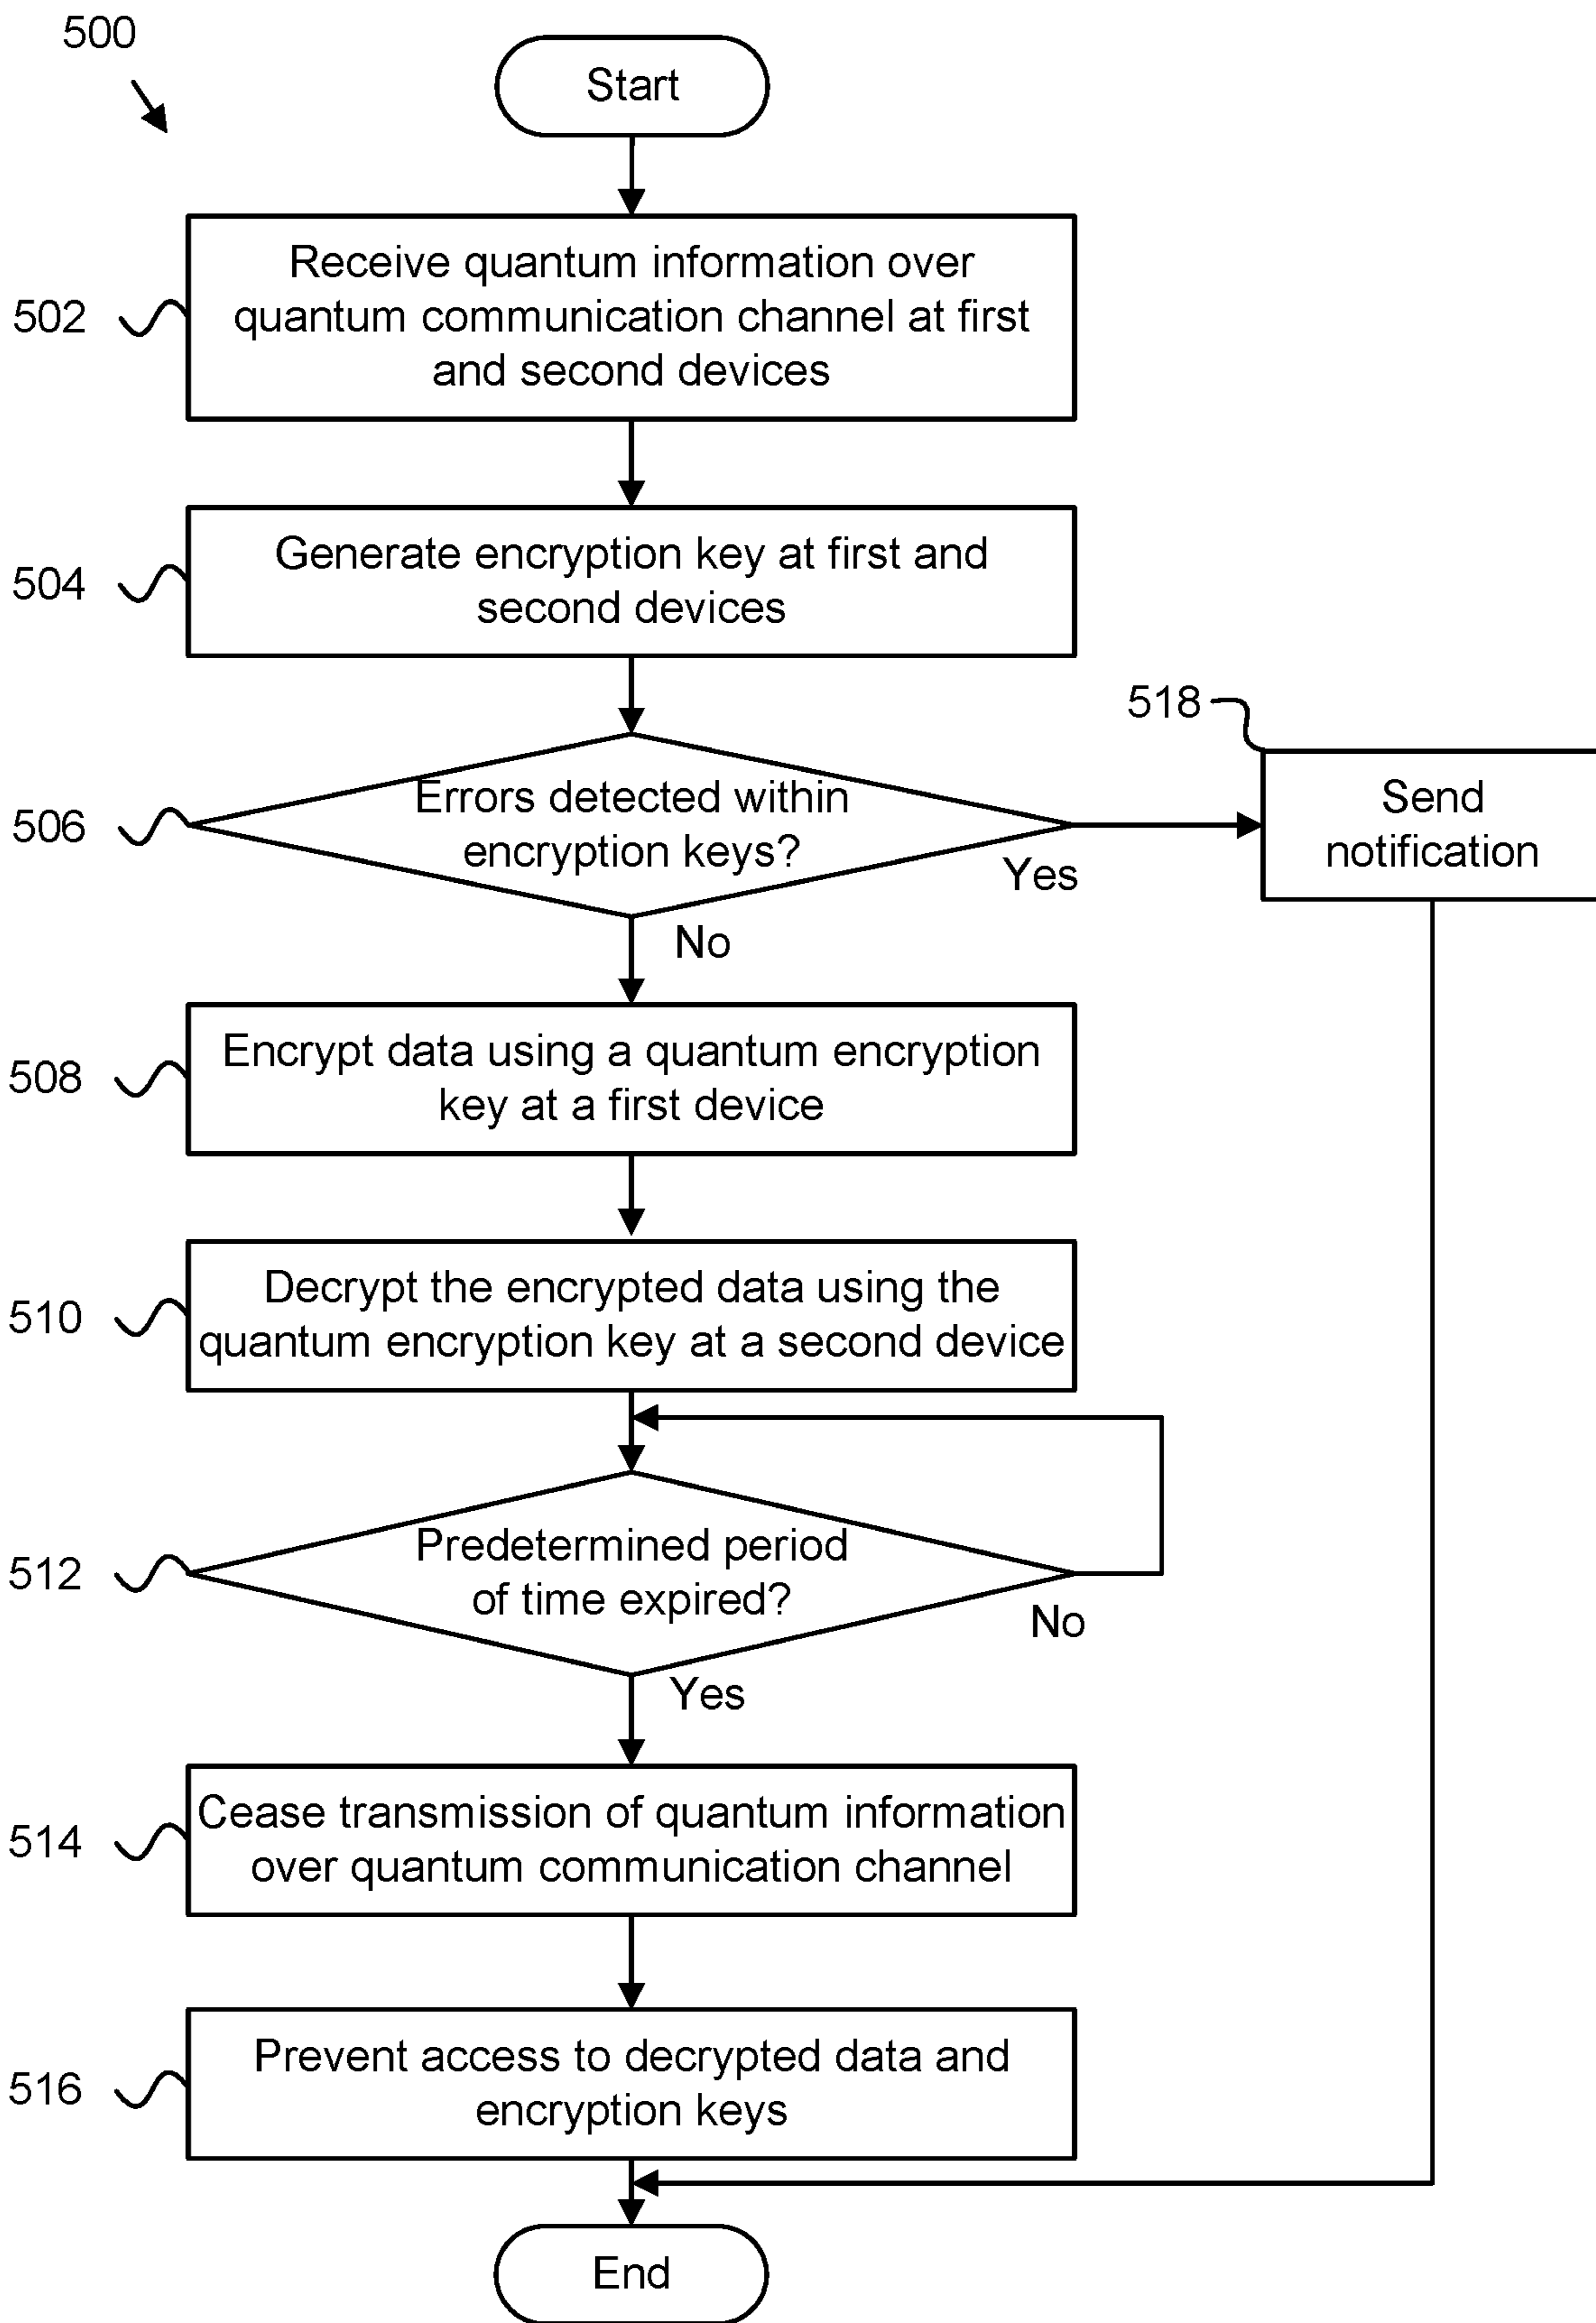 500
Start
Receive quantum information over
quantum communication channel at first
and second devices
502
Generate encryption key at first and
second devices
504
518
Send
notification
Errors detected within
encryption keys?
506
Yes
No
Encrypt data using a quantum encryption
key at a first device
508
Decrypt the encrypted data using the
quantum encryption key at a second device
510
Predetermined period
of time expired?
512
No
Yes
Cease transmission of quantum information
over quantum communication channel
514
Prevent access to decrypted data and
encryption keys
516
End